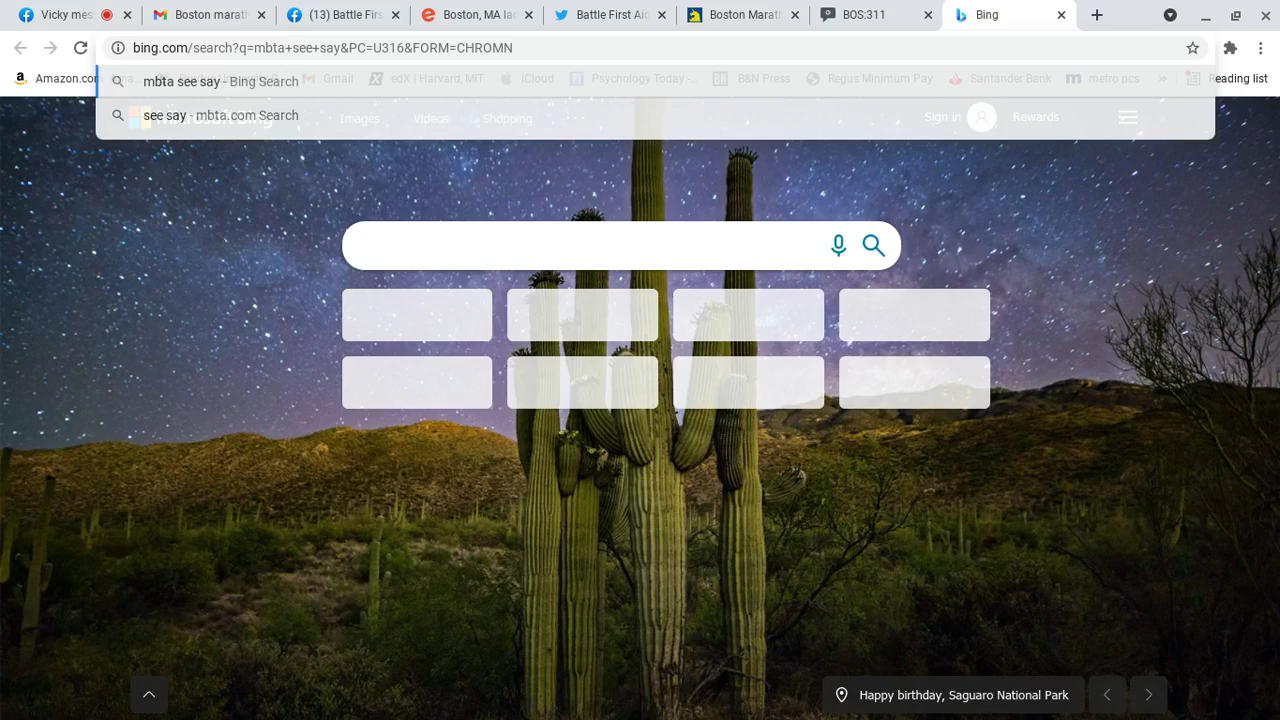 Vicky mes
Boston marath
(13) Battle Firs
Boston, MA lac
Battle First Aid
Boston Marath
BOS:311
Bing
bing.com/search?q=mbta+see+say&PC=U316&FORM=CHROMN
Amazon.com
Gmail
edX | Harvard, MIT
iCloud
Psychology Today -...
B&N Press
Regus Minimum Pay
Santander Bank
metro pcs
»
Reading list
mbta see say - Bing Search
see say - mbta.com Search
Images
Videos
Shopping
Sign in
Rewards
Happy birthday, Saguaro National Park